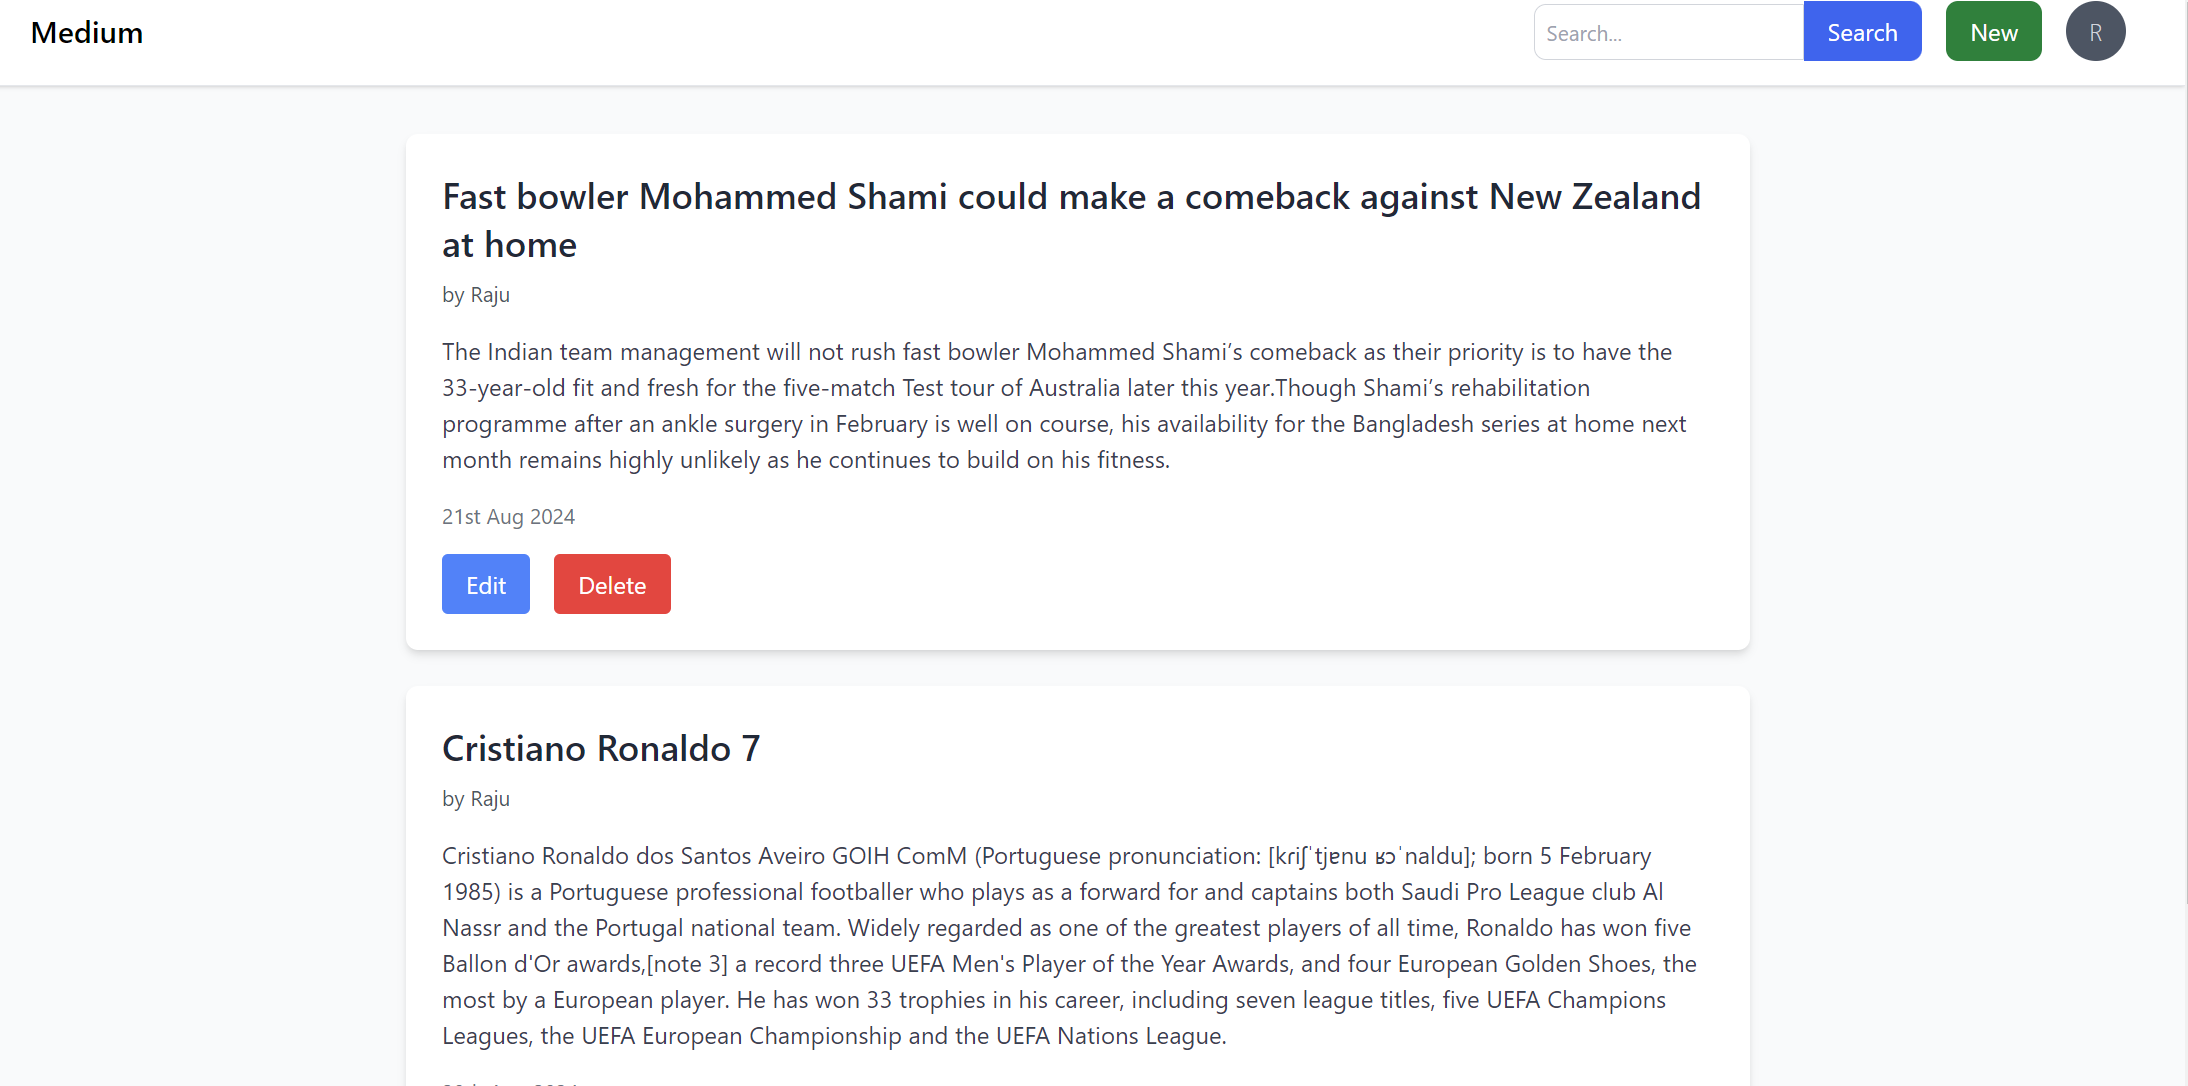 Medium
Search...
Search
New
R
Fast bowler Mohammed Shami could make a comeback against New Zealand
at home
by Raju
The Indian team management will not rush fast bowler Mohammed Shami’s comeback as their priority is to have the
33-year-old fit and fresh for the five-match Test tour of Australia later this year.Though Shami’s rehabilitation
programme after an ankle surgery in February is well on course, his availability for the Bangladesh series at home next
month remains highly unlikely as he continues to build on his fitness.
21st Aug 2024
Edit
Delete
Cristiano Ronaldo 7
by Raju
Cristiano Ronaldo dos Santos Aveiro GOIH ComM (Portuguese pronunciation: [kɾiʃˈtjɐnu ʁɔˈnaldu]; born 5 February
1985) is a Portuguese professional footballer who plays as a forward for and captains both Saudi Pro League club Al
Nassr and the Portugal national team. Widely regarded as one of the greatest players of all time, Ronaldo has won five
Ballon d'Or awards,[note 3] a record three UEFA Men's Player of the Year Awards, and four European Golden Shoes, the
most by a European player. He has won 33 trophies in his career, including seven league titles, five UEFA Champions
Leagues, the UEFA European Championship and the UEFA Nations League.